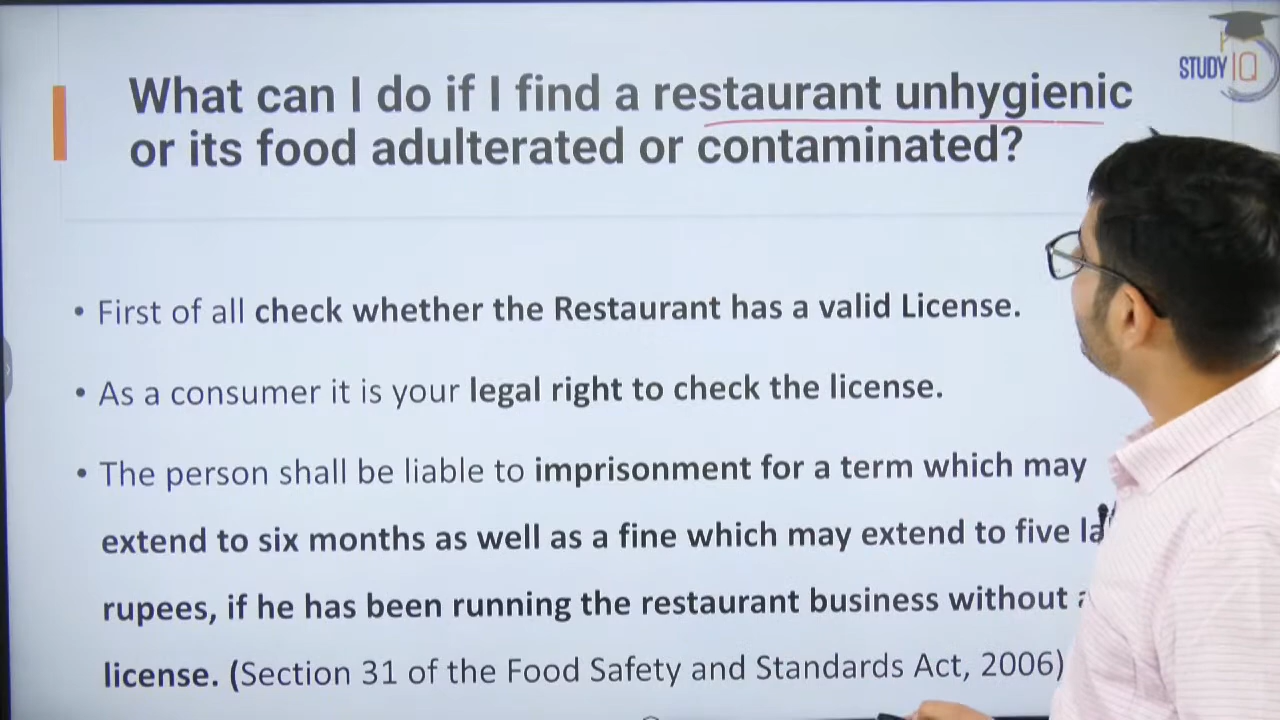 STUDY IQ
What can I do if I find a restaurant unhygienic
or its food adulterated or contaminated?
• First of all check whether the Restaurant has a valid License.
• As a consumer it is your legal right to check the license.
• The person shall be liable to imprisonment for a term which may
extend to six months as well as a fine which may extend to five
rupees, if he has been running the restaurant business without
license. (Section 31 of the Food Safety and Standards Act, 2006)